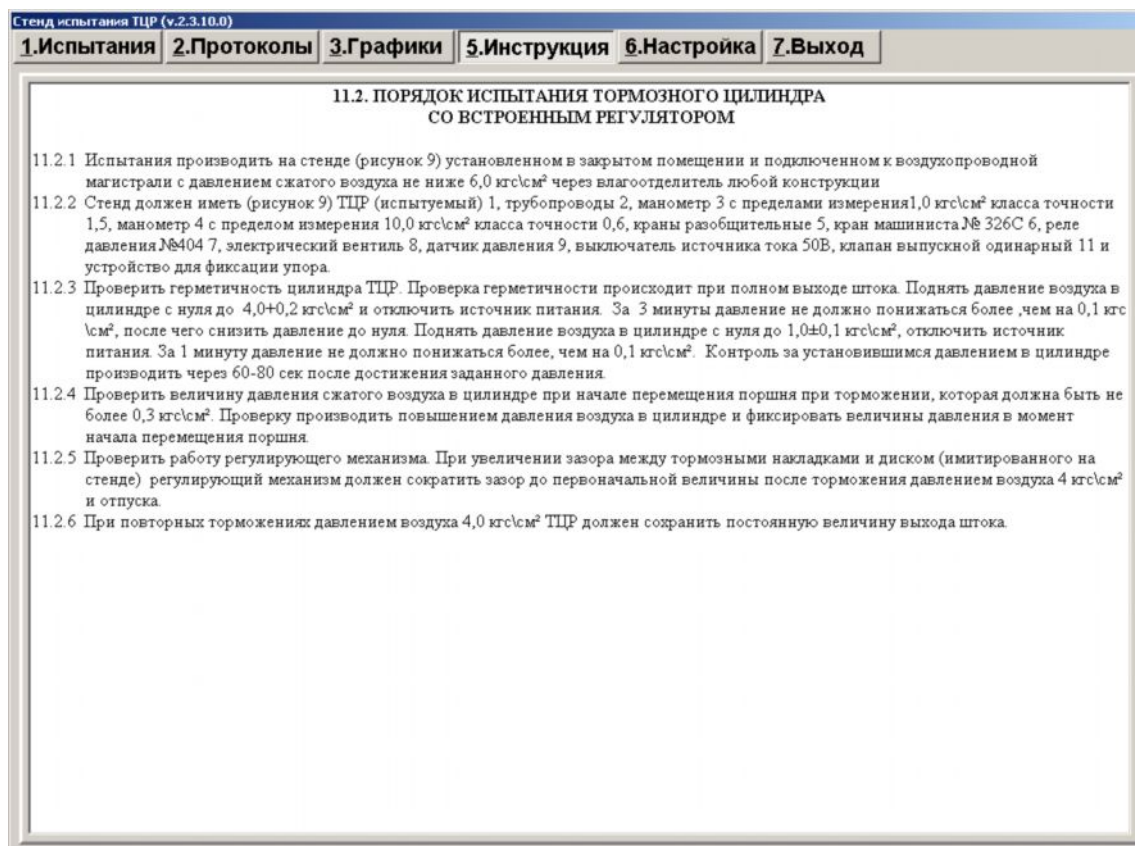 Стенд испытания ТЦР (v.2.3.10.0)
1.Испытания 2.Протоколы 3.Графики 5.Инструкция 6.Настройка 7.Выход
11.2. ПОРЯДОК ИСПЫТАНИЯ ТОРМОЗНОГО ЦИЛИНДРА
СО ВСТРОЕННЫМ РЕГУЛЯТОРОМ
11.2.1 Испытания производить на стенде (рисунок 9) установленном в закрытом помещении и подключенном к воздухопроводной
магистрали с давлением сжатого воздуха не ниже 6,0 кгс\см² через влагоотделитель любой конструкции
11.2.2 Стенд должен иметь (рисунок 9) ТЦР (испытуемый) 1, трубопроводы 2, манометр 3 с пределами измерения1,0 кгс\см² класса точности
1,5, манометр 4 с пределом измерения 10,0 кгс\см² класса точности 0,6, краны разобщительные 5, кран машиниста № 326С 6, реле
давления №404 7, электрический вентиль 8, датчик давления 9, выключатель источника тока 50В, клапан выпускной одинарный 11 и
устройство для фиксации упора.
11.2.3 Проверить герметичность цилиндра ТЦР. Проверка герметичности происходит при полном выходе штока. Поднять давление воздуха в
цилиндре с нуля до 4,0+0,2 кгс\см² и отключить источник питания. За 3 минуты давление не должно понижаться более ,чем на 0,1 кгс
\см², после чего снизить давление до нуля. Поднять давление воздуха в цилиндре с нуля до 1,0±0,1 кгс\см², отключить источник
питания. За 1 минуту давление не должно понижаться более, чем на 0,1 кгс\см². Контроль за установившимся давлением в цилиндре
производить через 60-80 сек после достижения заданного давления.
11.2.4 Проверить величину давления сжатого воздуха в цилиндре при начале перемещения поршня при торможении, которая должна быть не
более 0,3 кгс\см². Проверку производить повышением давления воздуха в цилиндре и фиксировать величины давления в момент
начала перемещения поршня.
11.2.5 Проверить работу регулирующего механизма. При увеличении зазора между тормозными накладками и диском (имитированного на
стенде) регулирующий механизм должен сократить зазор до первоначальной величины после торможения давлением воздуха 4 кгс\см²
и отпуска.
11.2.6 При повторных торможениях давлением воздуха 4,0 кгс\см² ТЦР должен сохранить постоянную величину выхода штока.